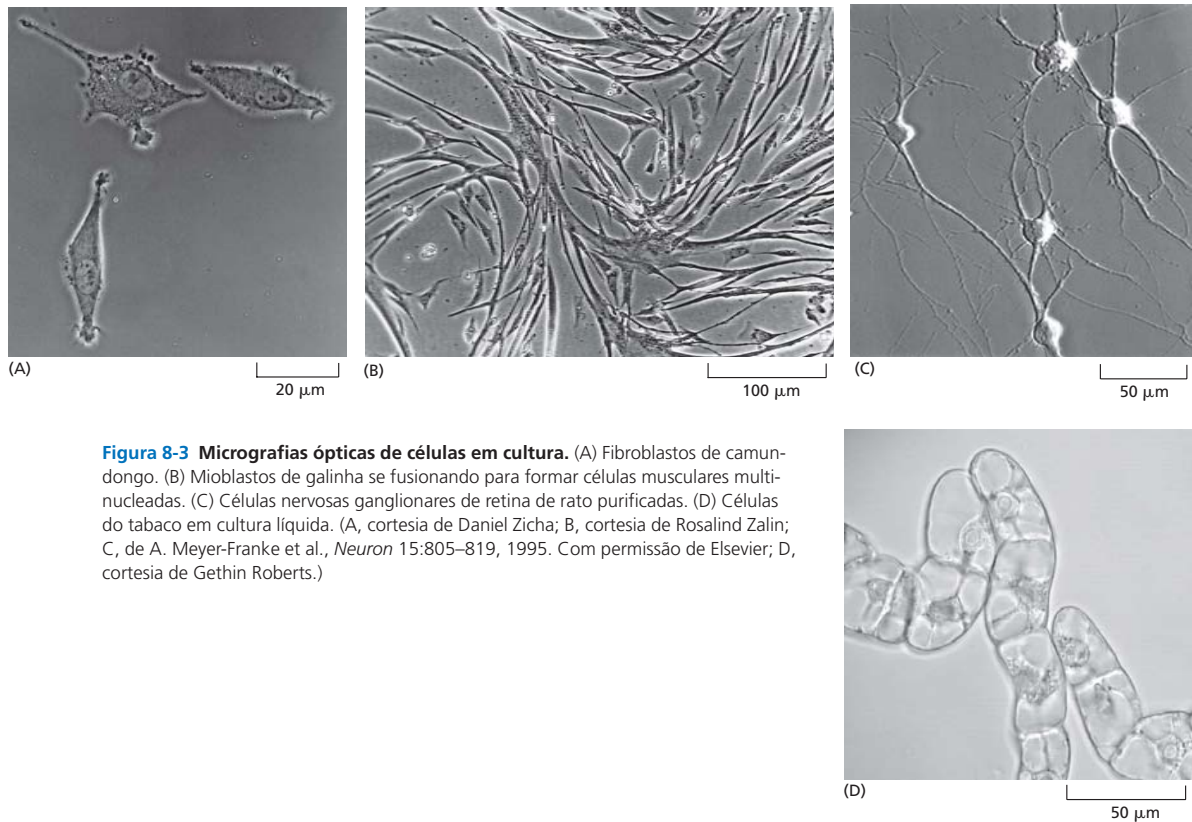 (A)
20 μm
(B)
100 μm
(C)
50 μm
Figura 8-3 Micrografias ópticas de células em cultura. (A) Fibroblastos de camun-
dongo. (B) Mioblastos de galinha se fusionando para formar células musculares multi-
nucleadas. (C) Células nervosas ganglionares de retina de rato purificadas. (D) Células
do tabaco em cultura líquida. (A, cortesia de Daniel Zicha; B, cortesia de Rosalind Zalin;
C, de A. Meyer-Franke et al., Neuron 15:805–819, 1995. Com permissão de Elsevier; D,
cortesia de Gethin Roberts.)
(D)
50 μm